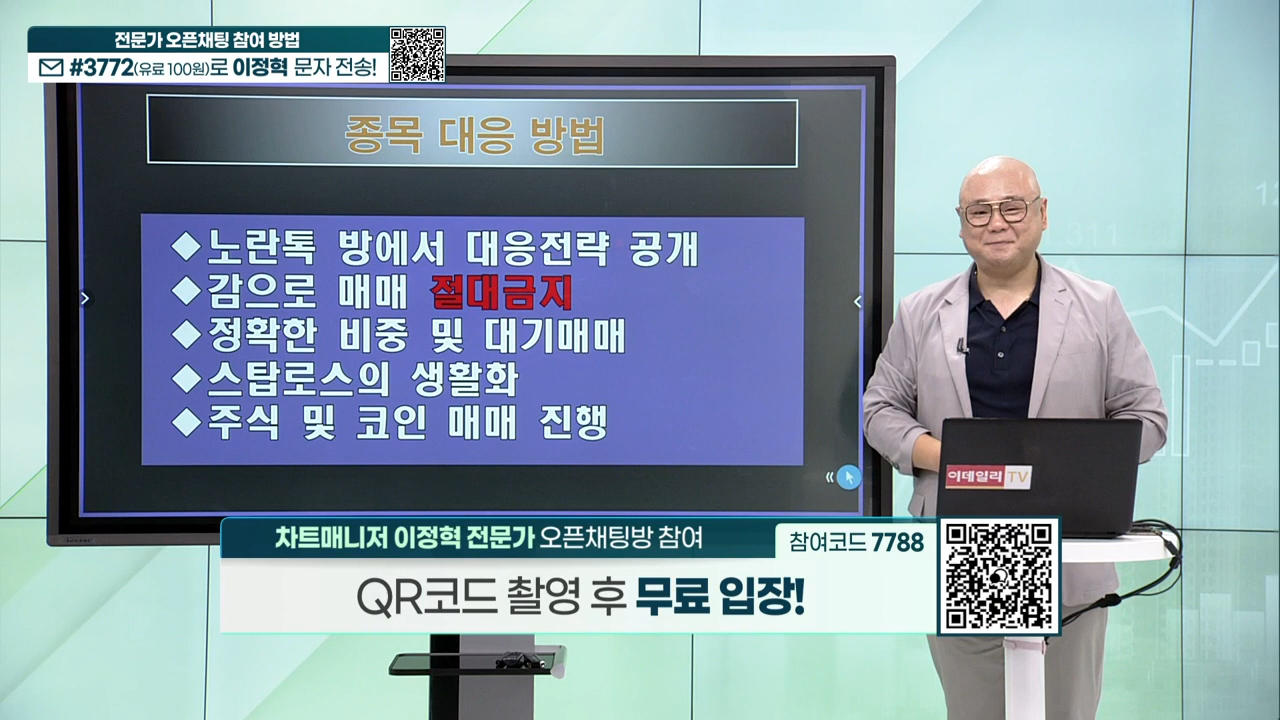 전문가 오픈채팅 참여 방법
#3772(유료 100원)로 이정혁 문자 전송!
종목 대응 방법
◆노란톡 방에서 대응전략 공개
◆감으로 매매 절대금지
◆정확한 비중 및 대기매매
◆스탑로스의 생활화
◆주식 및 코인 매매 진행
이데일리TV
차트매니저 이정혁 전문가 오픈채팅방 참여
참여코드 7788
QR코드 촬영 후 무료 입장!